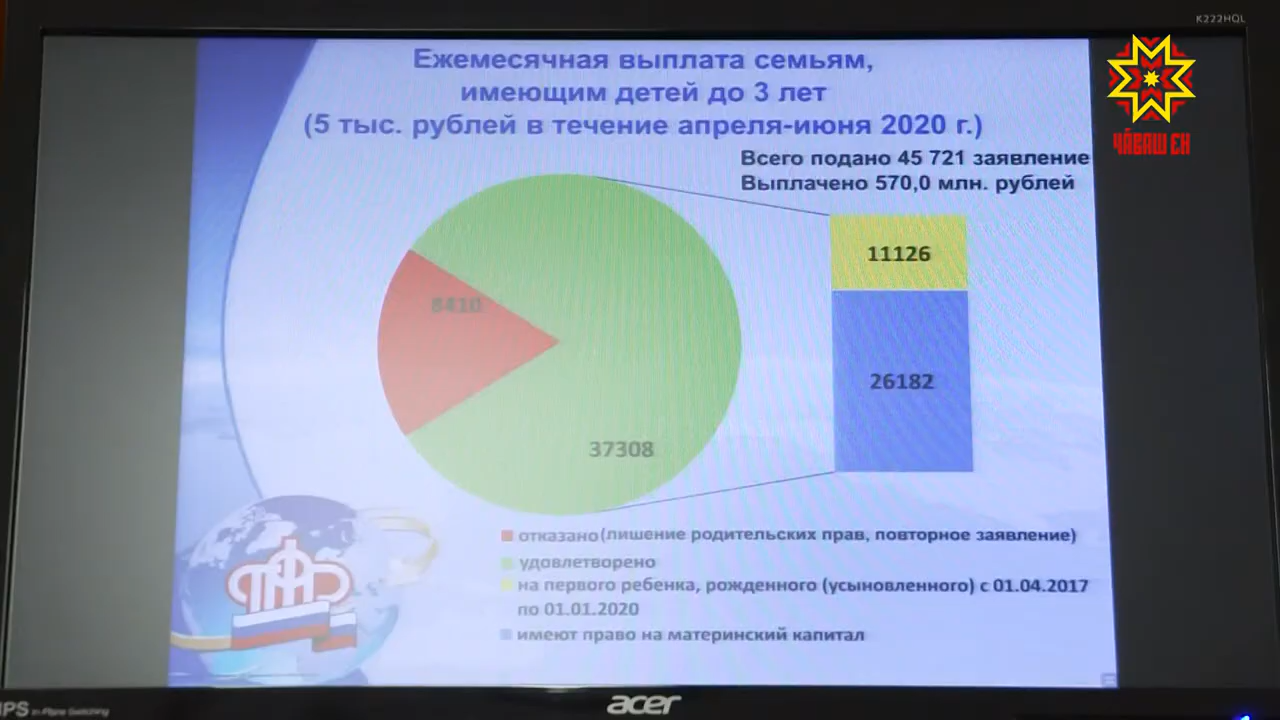 K222HQL
ЧĂВАШ ЕН
Ежемесячная выплата семьям,
имеющим детей до 3 лет
(5 тыс. рублей в течение апреля-июня 2020 г.)
Всего подано 45 721 заявление
Выплачено 570,0 млн. рублей
11126
8410
26182
37308
отказано(лишение родительских прав, повторное заявление)
удовлетворено
на первого ребенка, рожденного (усыновленного) с 01.04.2017
по 01.01.2020
имеют право на материнский капитал
IPS In-Plane Switching
acer